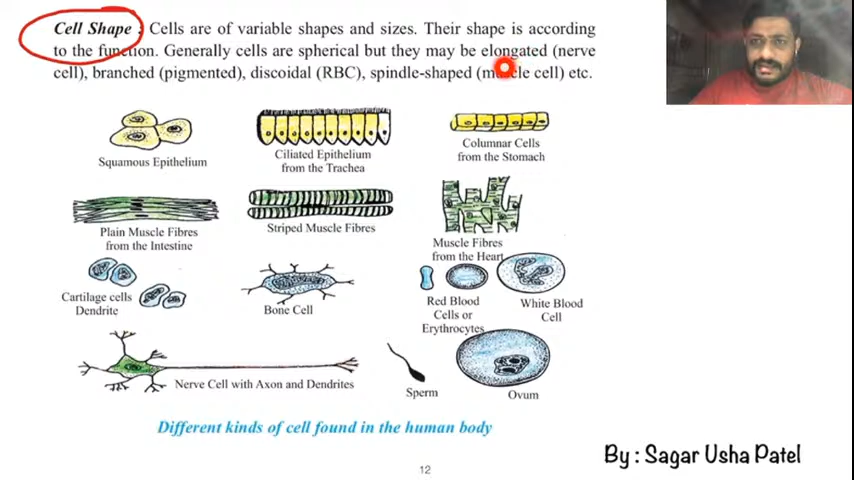 Cell Shape : Cells are of variable shapes and sizes. Their shape is according
to the function. Generally cells are spherical but they may be elongated (nerve
cell), branched (pigmented), discoidal (RBC), spindle-shaped (muscle cell) etc.
Squamous Epithelium
Ciliated Epithelium
from the Trachea
Columnar Cells
from the Stomach
Plain Muscle Fibres
from the Intestine
Striped Muscle Fibres
Muscle Fibres
from the Heart
Cartilage cells
Dendrite
Bone Cell
Red Blood
Cells or
Erythrocytes
White Blood
Cell
Nerve Cell with Axon and Dendrites
Sperm
Ovum
Different kinds of cell found in the human body
By : Sagar Usha Patel
12